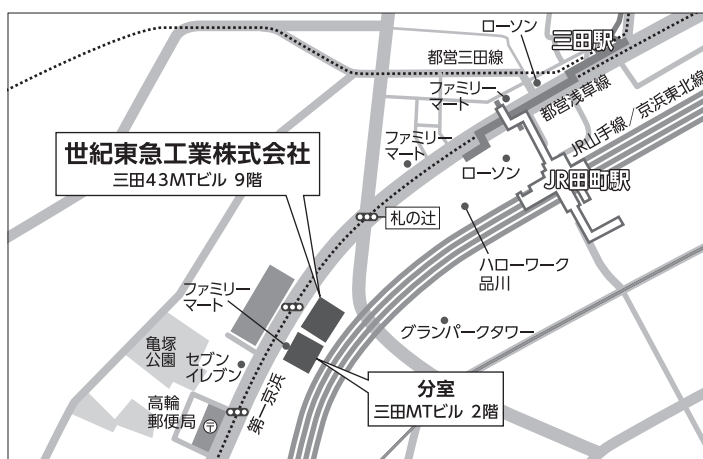 ローソン
三田駅
都営三田線
ファミリー
マート
都営浅草線
JR山手線／京浜東北線
世紀東急工業株式会社
三田43MTビル 9階
ファミリー
マート
ローソン
JR田町駅
札の辻
ハローワーク
品川
ファミリー
マート
グランパークタワー
亀塚
公園
セブン
イレブン
分室
三田MTビル 2階
第一京浜
高輪
郵便局
〒